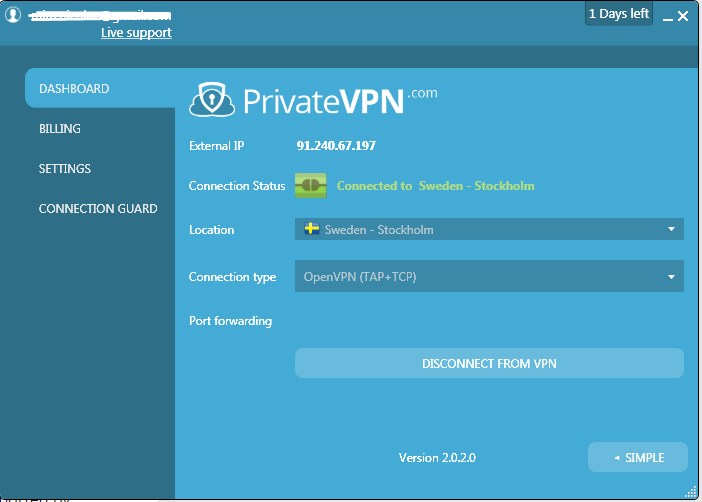 1 Days left
Live support
DASHBOARD
BILLING
SETTINGS
CONNECTION GUARD
PrivateVPN.com
External IP 91.240.67.197
Connection Status Connected to Sweden - Stockholm
Location Sweden - Stockholm
Connection type OpenVPN (TAP+TCP)
Port forwarding
DISCONNECT FROM VPN
Version 2.0.2.0
SIMPLE